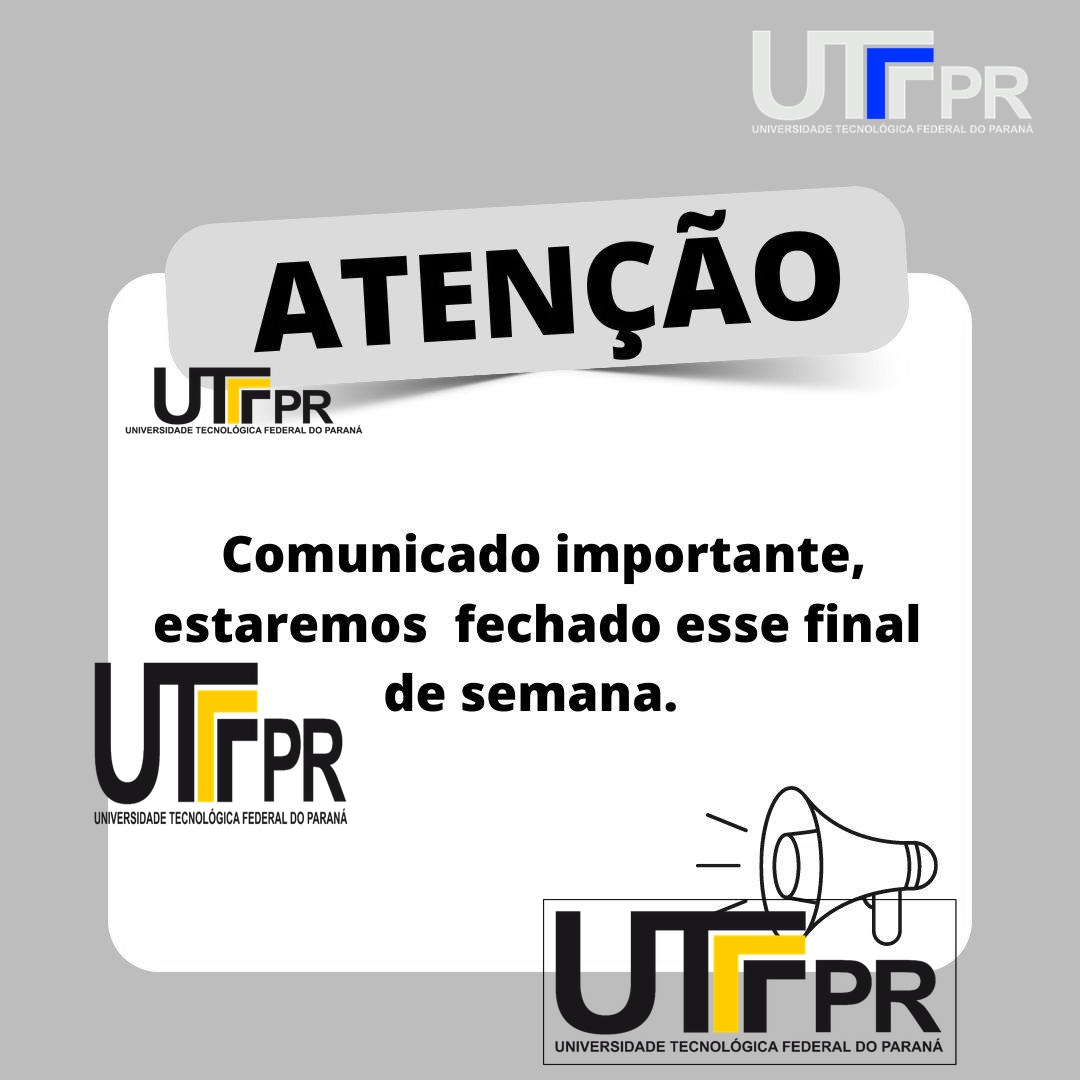 UTFPR
UNIVERSIDADE TECNOLÓGICA FEDERAL DO PARANÁ
ATENÇÃO
UTFPR
UNIVERSIDADE TECNOLÓGICA FEDERAL DO PARANÁ
Comunicado importante,
estaremos fechado esse final
de semana.
UTFPR
UNIVERSIDADE TECNOLÓGICA FEDERAL DO PARANÁ
UTFPR
UNIVERSIDADE TECNOLÓGICA FEDERAL DO PARANÁ